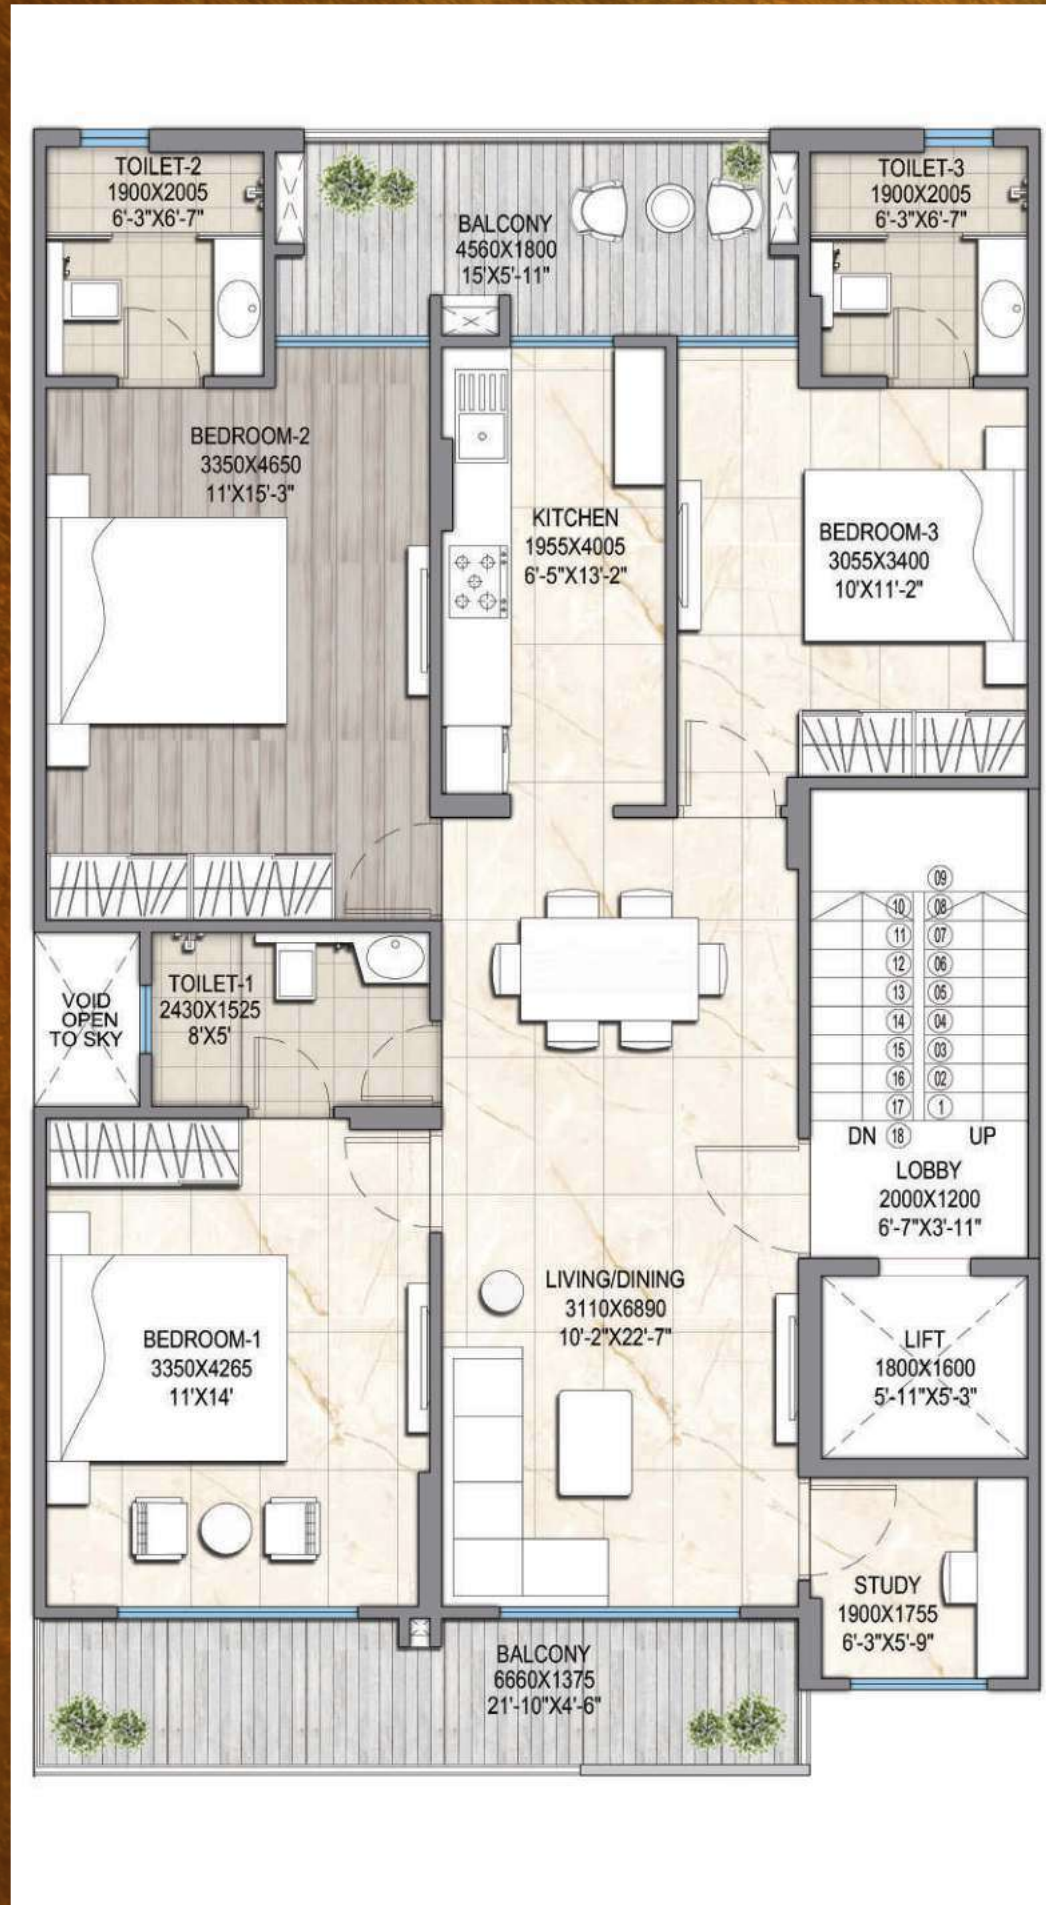 TOILET-2
1900X2005
6'-3"X6'-7"
BALCONY
4560X1800
15'X5'-11"
TOILET-3
1900X2005
6'-3"X6'-7"
BEDROOM-2
3350X4650
11'X15'-3"
KITCHEN
1955X4005
6'-5"X13'-2"
BEDROOM-3
3055X3400
10'X11'-2"
09
10 08
11 07
12 06
13 05
14 04
15 03
16 02
17 1
DN 18 UP
VOID
OPEN
TO SKY
TOILET-1
2430X1525
8'X5'
LOBBY
2000X1200
6'-7"X3'-11"
BEDROOM-1
3350X4265
11'X14'
LIVING/DINING
3110X6890
10'-2"X22'-7"
LIFT
1800X1600
5'-11"X5'-3"
STUDY
1900X1755
6'-3"X5'-9"
BALCONY
6660X1375
21'-10"X4'-6"